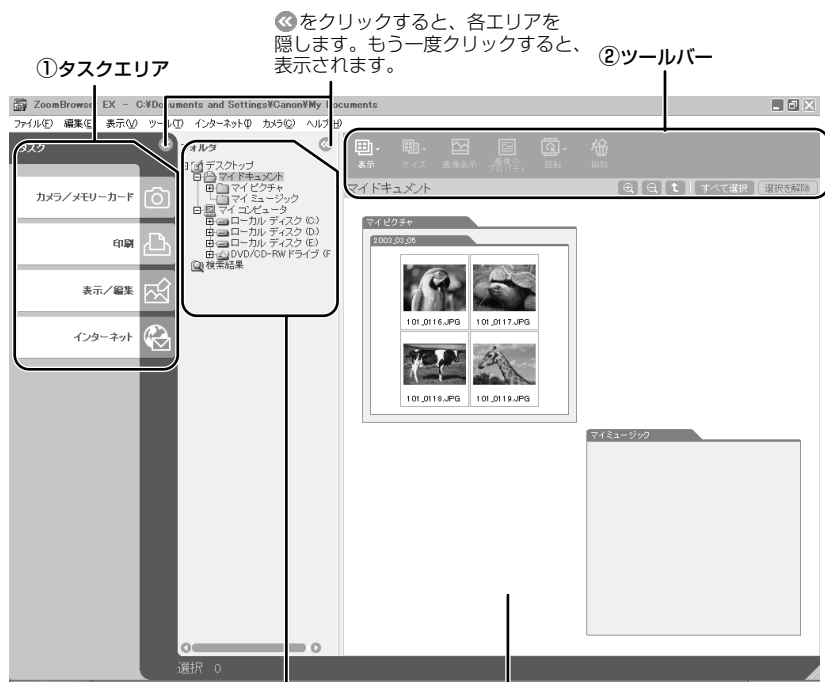 《をクリックすると、各エリアを
隠します。もう一度クリックすると、
表示されます。
①タスクエリア
②ツールバー
ZoomBrowser EX - C:¥Documents and Settings¥Canon¥My Documents
ファイル(F) 編集(E) 表示(V) ツール(T) インターネット(I) カメラ(C) ヘルプ(H)
タスク
カメラ/メモリーカード
印刷
表示/編集
インターネット
フォルダ
デスクトップ
マイドキュメント
マイピクチャ
マイミュージック
マイコンピュータ
ローカル ディスク (C:)
ローカル ディスク (D:)
ローカル ディスク (E:)
DVD/CD-RWドライブ (F
検索結果
表示 サイズ 画像表示 画像のプロパティ 回転 削除
マイドキュメント すべて選択 選択を解除
マイピクチャ
2003_03_05
101_0116.JPG 101_0117.JPG
101_0118.JPG 101_0119.JPG
マイミュージック
選択 0